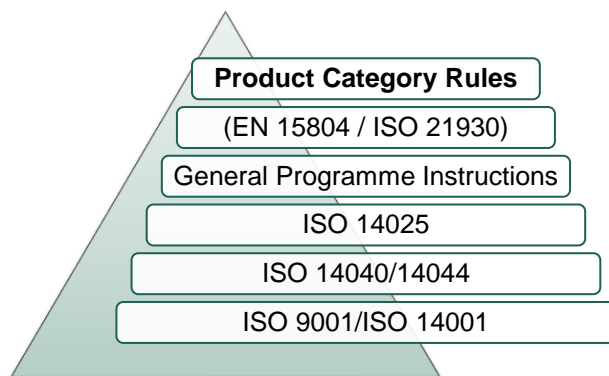 Product Category Rules
(EN 15804 / ISO 21930)
General Programme Instructions
ISO 14025
ISO 14040/14044
ISO 9001/ISO 14001